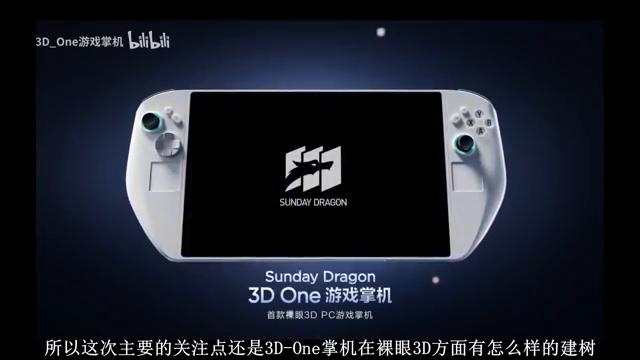 3D_One游戏掌机 bilibili
Y
X B
A
SUNDAY DRAGON
Sunday Dragon
3D One 游戏掌机
首款裸眼3D PC游戏掌机
所以这次主要的关注点还是3D-One掌机在裸眼3D方面有怎么样的建树